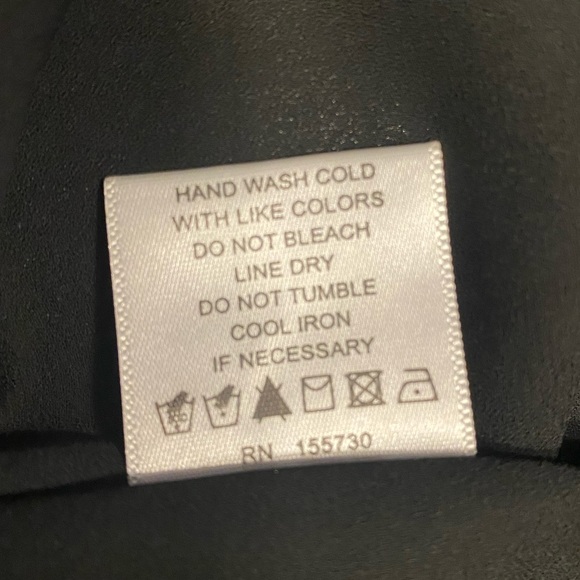 HAND WASH COLD
WITH LIKE COLORS
DO NOT BLEACH
LINE DRY
DO NOT TUMBLE
COOL IRON
IF NECESSARY
RN 155730